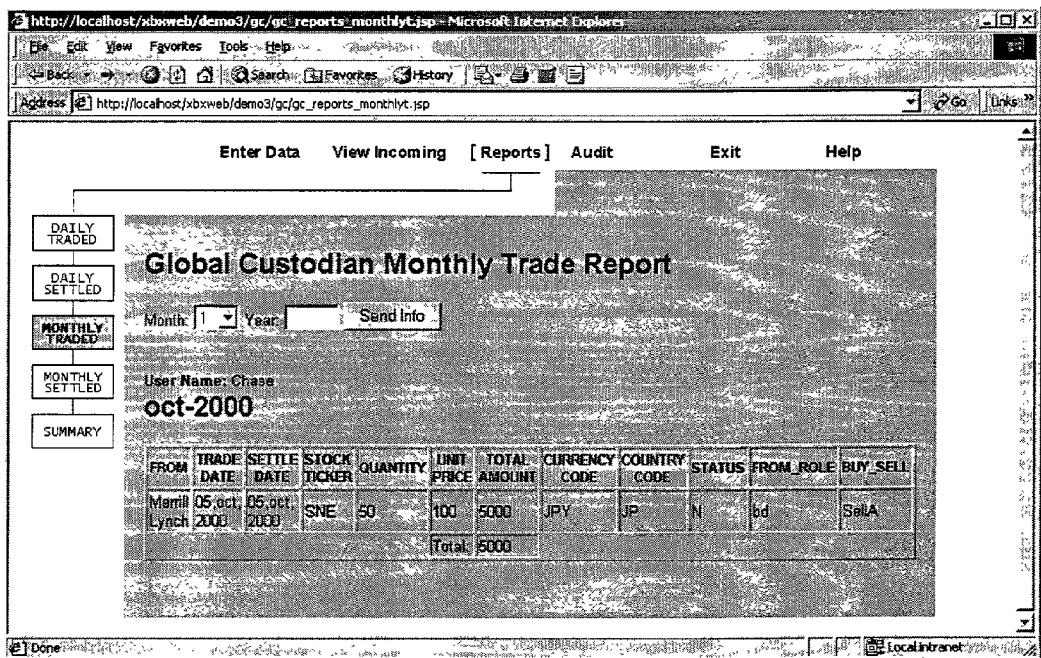 http://localhost/xbxweb/demo3/gc/gc_reports_monthlyt.jsp - Microsoft Internet Explorer
File Edit View Favorites Tools Help
Back Search Favorites History
Address http://localhost/xbxweb/demo3/gc/gc_reports_monthlyt.jsp Go Links »
Enter Data View Incoming [ Reports ] Audit Exit Help
DAILY TRADED
DAILY SETTLED
MONTHLY TRADED
MONTHLY SETTLED
SUMMARY
Global Custodian Monthly Trade Report
Month: 1 Year: Send Info
User Name: Chase
oct-2000
FROM TRADE DATE SETTLE DATE STOCK TICKER QUANTITY UNIT PRICE TOTAL AMOUNT CURRENCY CODE COUNTRY CODE STATUS FROM_ROLE BUY_SELL
Merrill Lynch 05,oct, 2000 05,oct, 2000 SNE 50 100 5000 JPY JP N bd SellA
Total: 5000
Done Local intranet